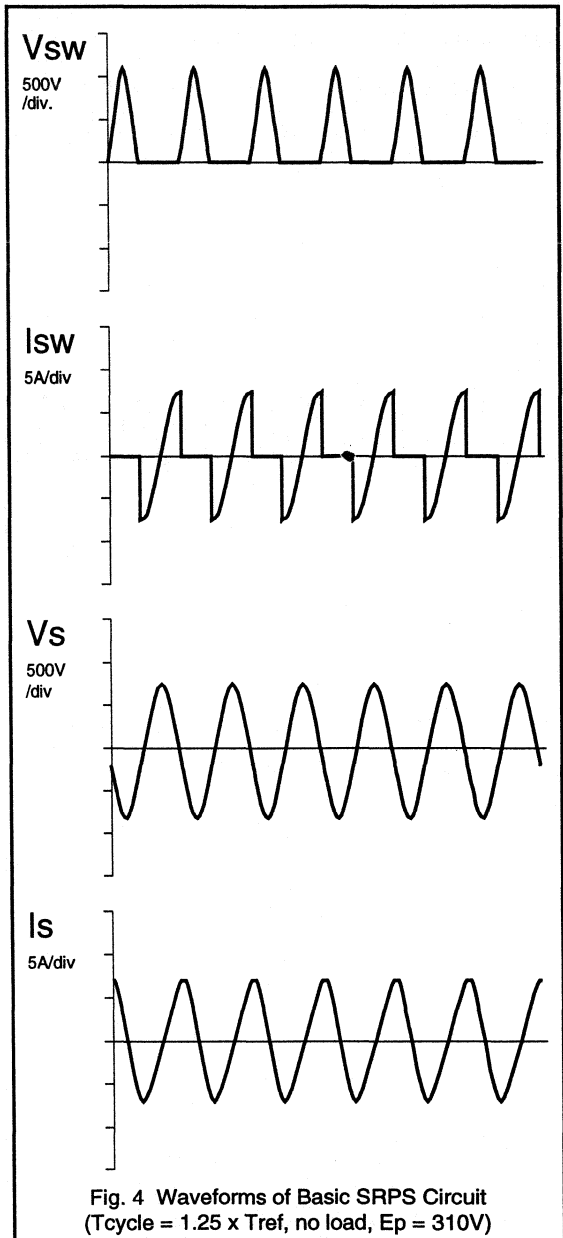 Vsw
500V
/div.
Isw
5A/div
Vs
500V
/div
Is
5A/div
Fig. 4 Waveforms of Basic SRPS Circuit
(Tcycle = 1.25 x Tref, no load, Ep = 310V)